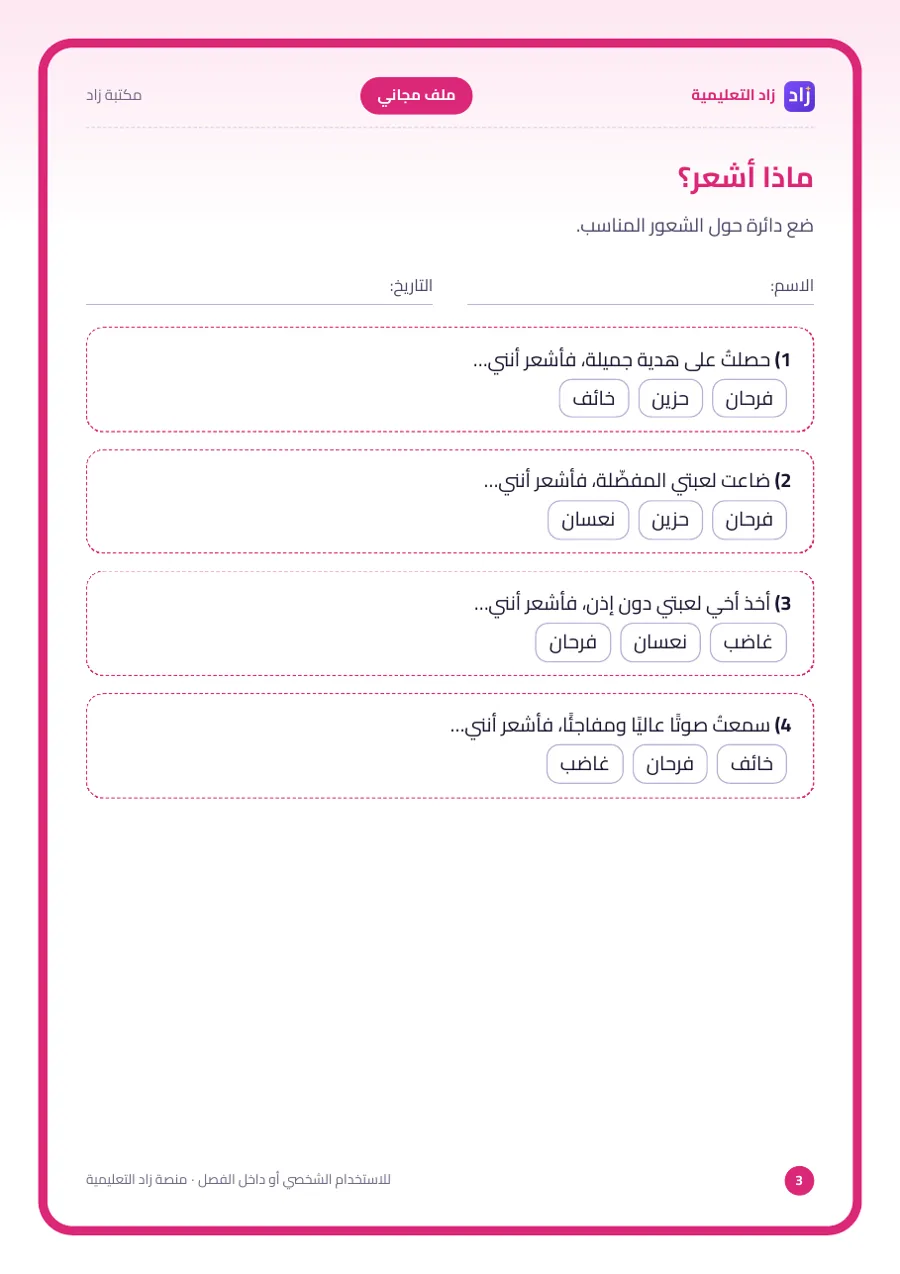 زاد زاد التعليمية
ملف مجاني
مكتبة زاد
ماذا أشعر؟
ضع دائرة حول الشعور المناسب.
الاسم:
التاريخ:
1) حصلتُ على هدية جميلة، فأشعر أنني...
فرحان حزين خائف
2) ضاعت لعبتي المفضّلة، فأشعر أنني...
فرحان حزين نعسان
3) أخذ أخي لعبتي دون إذن، فأشعر أنني...
غاضب نعسان فرحان
4) سمعتُ صوتًا عاليًا ومفاجئًا، فأشعر أنني...
خائف فرحان غاضب
3
للاستخدام الشخصي أو داخل الفصل · منصة زاد التعليمية